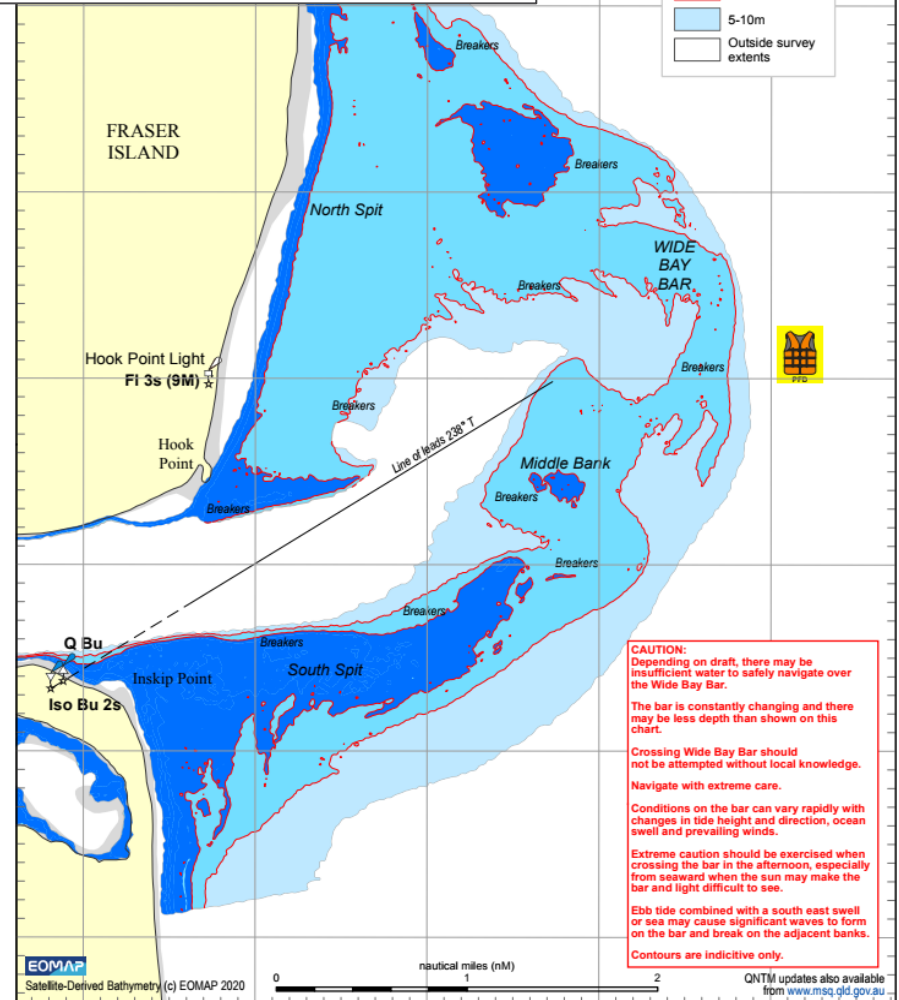 5-10m
Outside survey
extents
Breakers
FRASER
ISLAND
Breakers
North Spit
WIDE
BAY
BAR
Breakers
Hook Point Light
Fl 3s (9M)
Breakers
PFD
Breakers
Line of leads 238° T
Hook
Point
Middle Bank
Breakers
Breakers
Breakers
Breakers
Q Bu
Breakers
Inskip Point
South Spit
Iso Bu 2s
CAUTION:
Depending on draft, there may be
insufficient water to safely navigate over
the Wide Bay Bar.
The bar is constantly changing and there
may be less depth than shown on this
chart.
Crossing Wide Bay Bar should
not be attempted without local knowledge.
Navigate with extreme care.
Conditions on the bar can vary rapidly with
changes in tide height and direction, ocean
swell and prevailing winds.
Extreme caution should be exercised when
crossing the bar in the afternoon, especially
from seaward when the sun may make the
bar and light difficult to see.
Ebb tide combined with a south east swell
or sea may cause significant waves to form
on the bar and break on the adjacent banks.
Contours are indicitive only.
EOMAP
Satellite-Derived Bathymetry (c) EOMAP 2020
nautical miles (nM)
0 1 2
QNTM updates also available
from www.msq.qld.gov.au